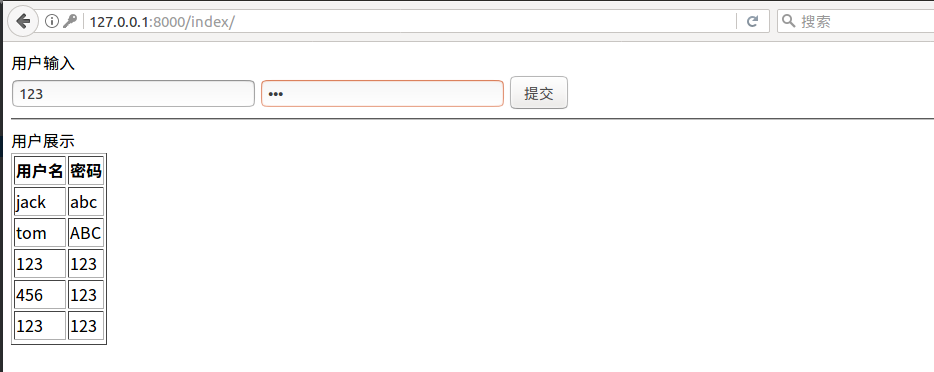 127.0.0.1:8000/index/ 搜索
用户输入
123 ••• 提交
用户展示
用户名 密码
jack abc
tom ABC
123 123
456 123
123 123